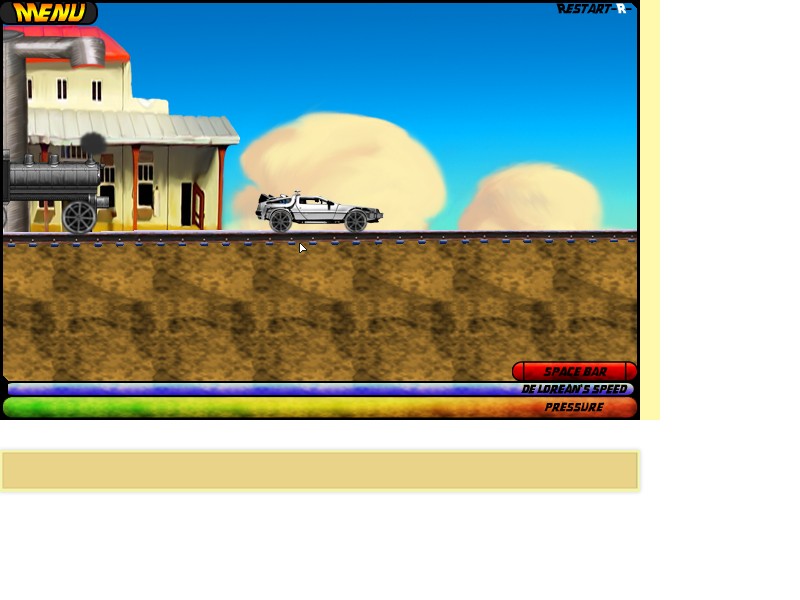 MENU
RESTART-R-
SPACE BAR
DE LOREAN'S SPEED
PRESSURE